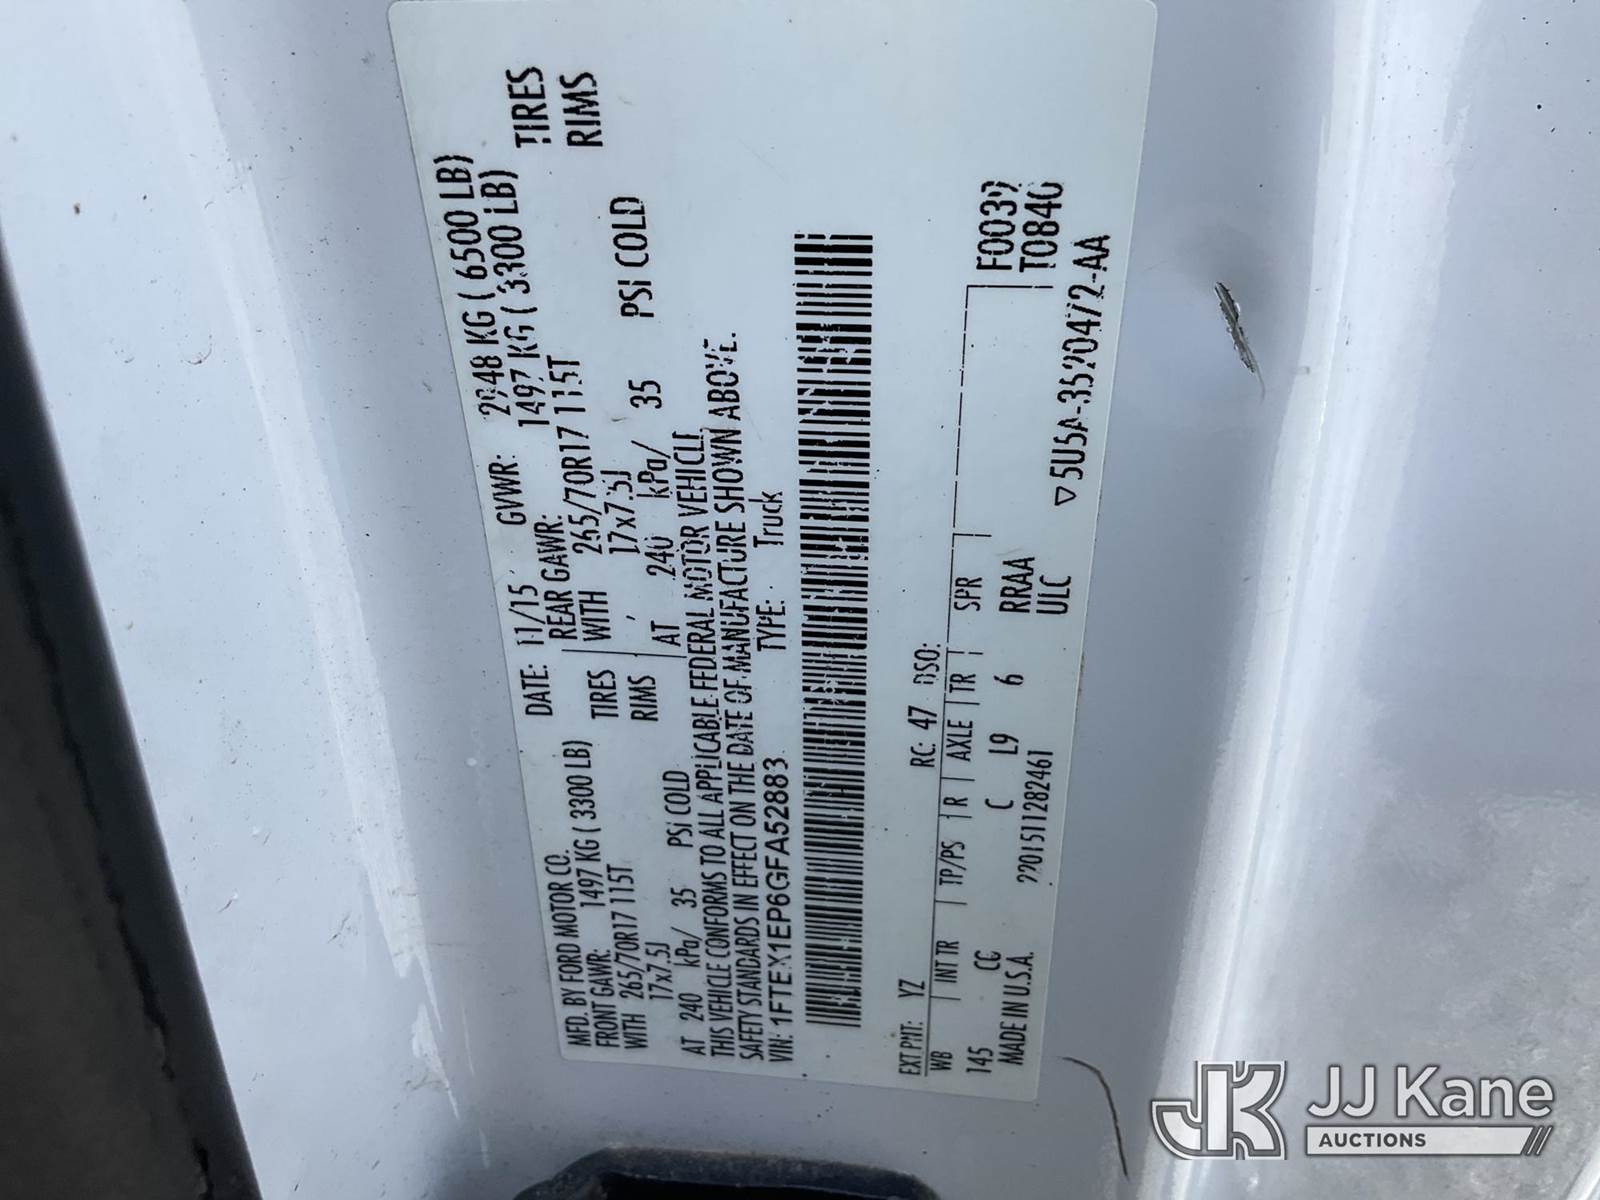 MFD. BY FORD MOTOR CO.
DATE: 11/15 GVWR: 2948 KG ( 6500 LB)
FRONT GAWR: 1497 KG ( 3300 LB)
REAR GAWR: 1497 KG ( 3300 LB)
WITH 265/70R17 115T TIRES
WITH 265/70R17 115T TIRES
17x7.5J RIMS
17x7.5J RIMS
AT 240 kPa/ 35 PSI COLD
AT 240 kPa/ 35 PSI COLD
THIS VEHICLE CONFORMS TO ALL APPLICABLE FEDERAL MOTOR VEHICLE
SAFETY STANDARDS IN EFFECT ON THE DATE OF MANUFACTURE SHOWN ABOVE.
VIN: 1FTEX1EP6GFA52883
TYPE: Truck
EXT PNT: YZ RC: 47 DSO:
WB INT TR TP/PS R AXLE TR SPR
145 CG C L9 6 RRAA
ULC
F0039
T0840
MADE IN U.S.A.
22015111282461
▽5U5A-3520472-AA
JJ Kane
AUCTIONS